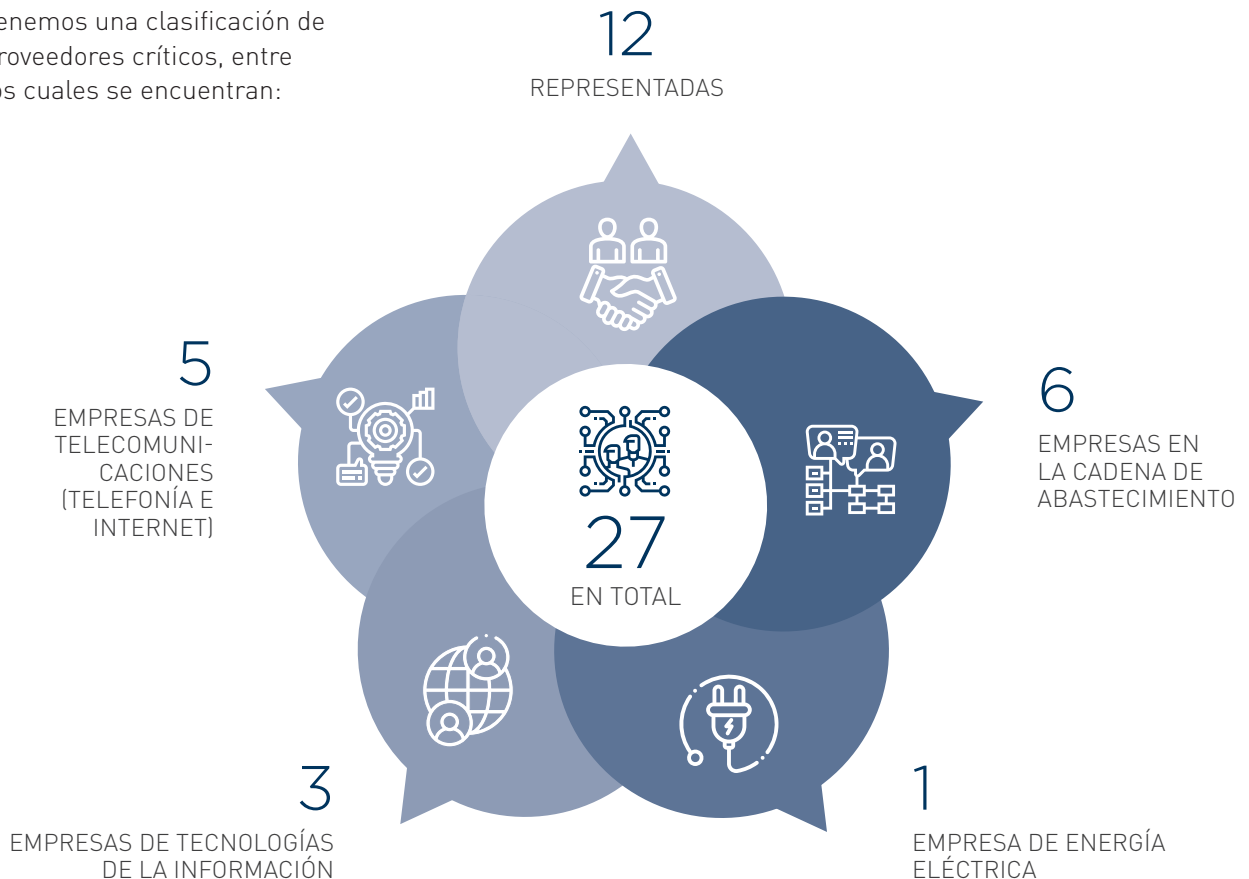 enemos una clasificación de
roveedores críticos, entre
os cuales se encuentran:
12
REPRESENTADAS
5
EMPRESAS DE
TELECOMUNI-
CACIONES
(TELEFONÍA E
INTERNET)
6
EMPRESAS EN
LA CADENA DE
ABASTECIMIENTO
27
EN TOTAL
3
EMPRESAS DE TECNOLOGÍAS
DE LA INFORMACIÓN
1
EMPRESA DE ENERGÍA
ELÉCTRICA